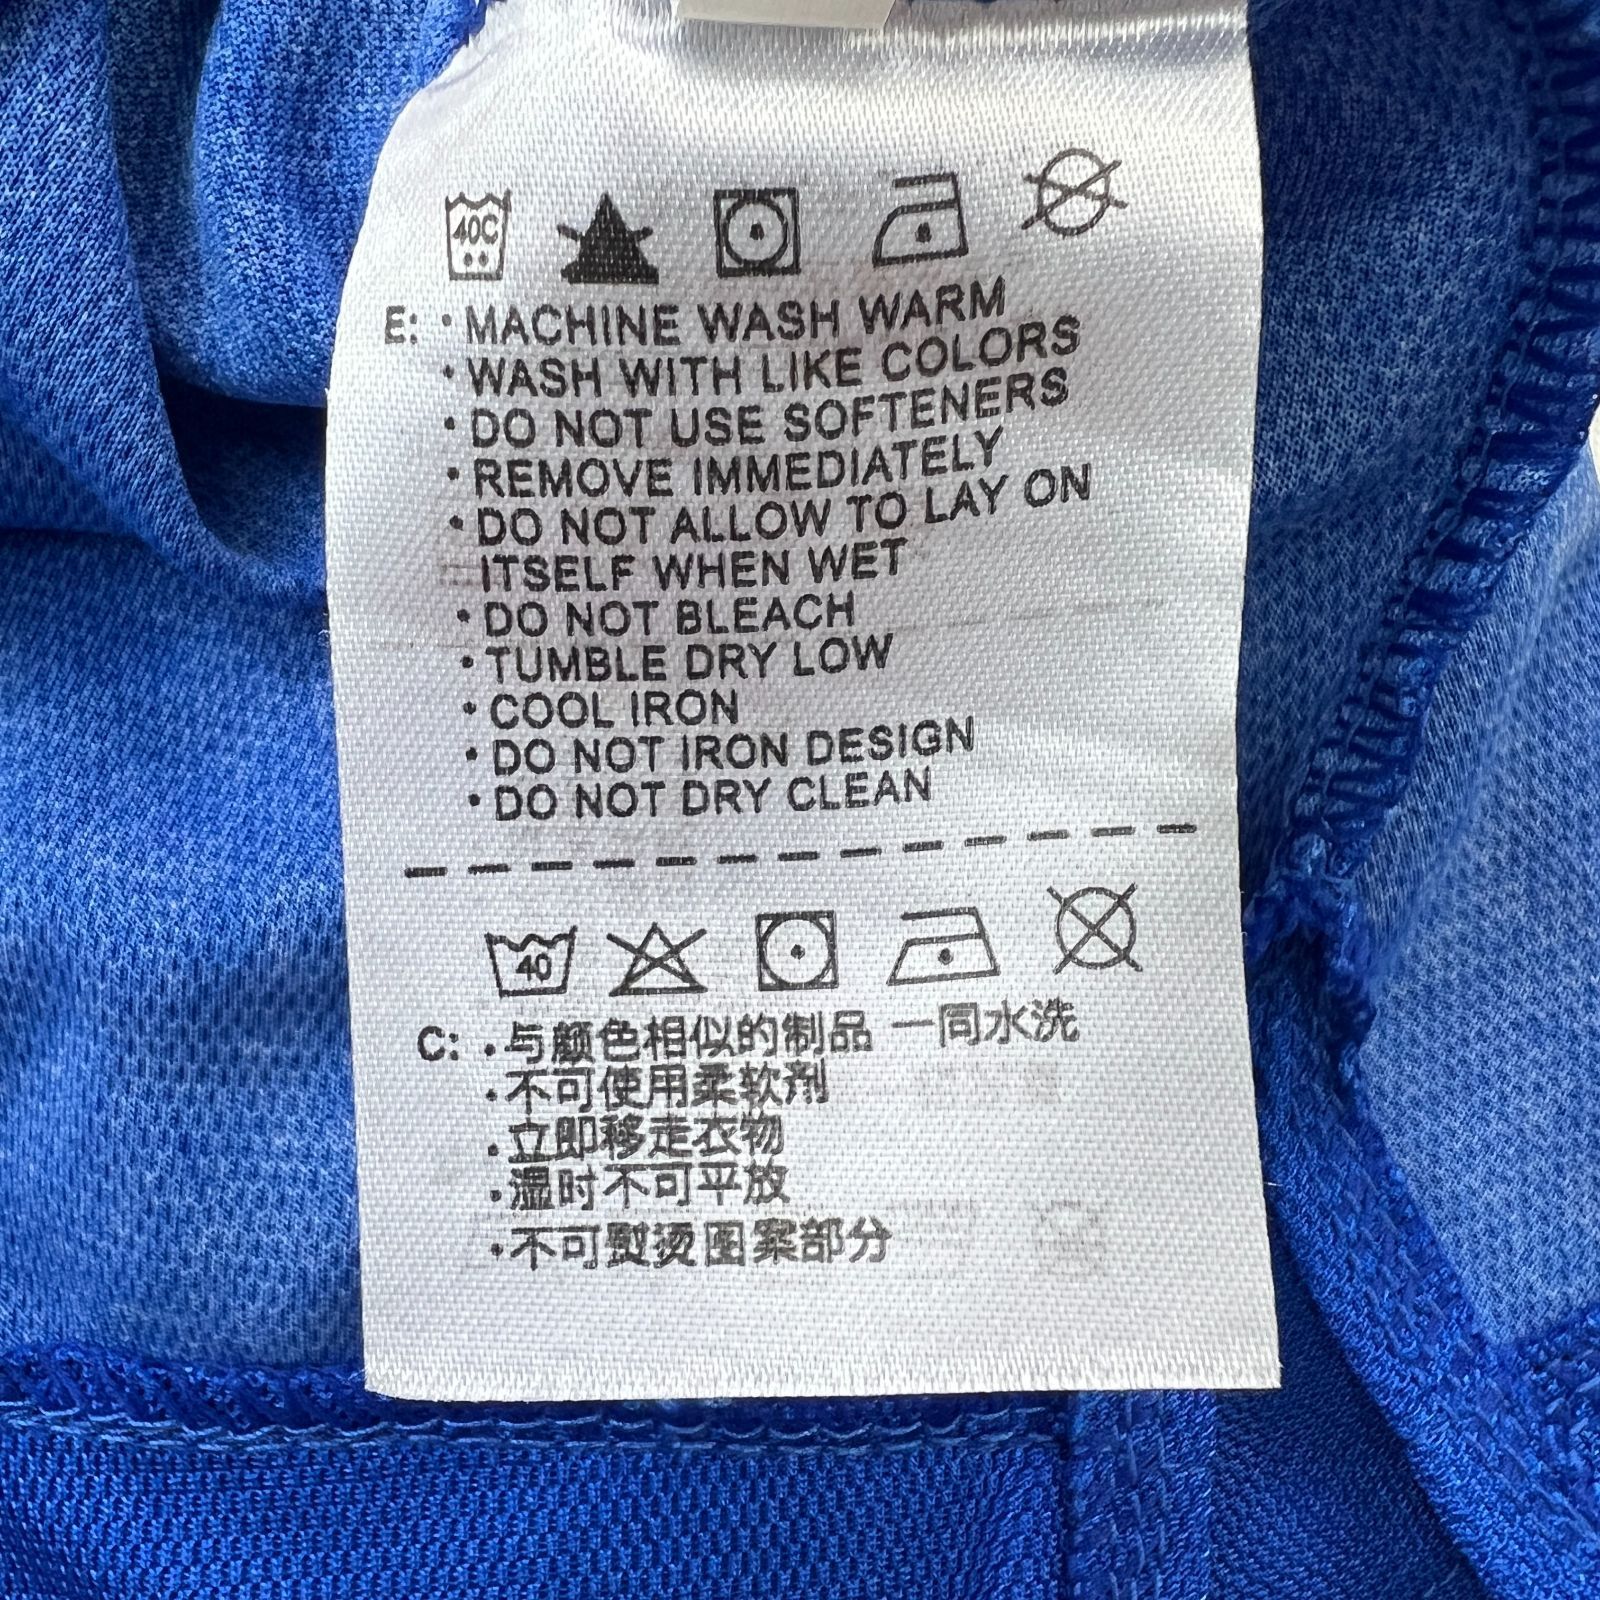 40C
E: • MACHINE WASH WARM
• WASH WITH LIKE COLORS
• DO NOT USE SOFTENERS
• REMOVE IMMEDIATELY
• DO NOT ALLOW TO LAY ON
ITSELF WHEN WET
• DO NOT BLEACH
• TUMBLE DRY LOW
• COOL IRON
• DO NOT IRON DESIGN
• DO NOT DRY CLEAN
40
C: • 与颜色相似的制品 一同水洗
• 不可使用柔软剂
• 立即移走衣物
• 湿时不可平放
• 不可熨烫图案部分